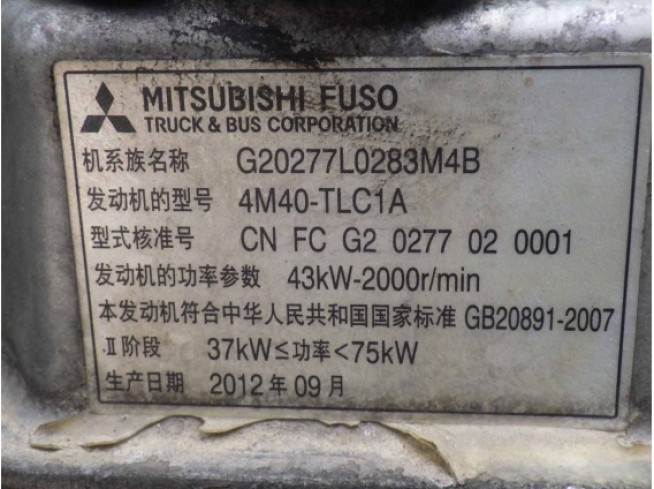 MITSUBISHI FUSO
TRUCK & BUS CORPORATION
机系族名称 G20277L0283M4B
发动机的型号 4M40-TLC1A
型式核准号 CN FC G2 0277 02 0001
发动机的功率参数 43kW-2000r/min
本发动机符合中华人民共和国国家标准 GB20891-2007
.Ⅱ阶段 37kW≤功率<75kW
生产日期 2012年09月